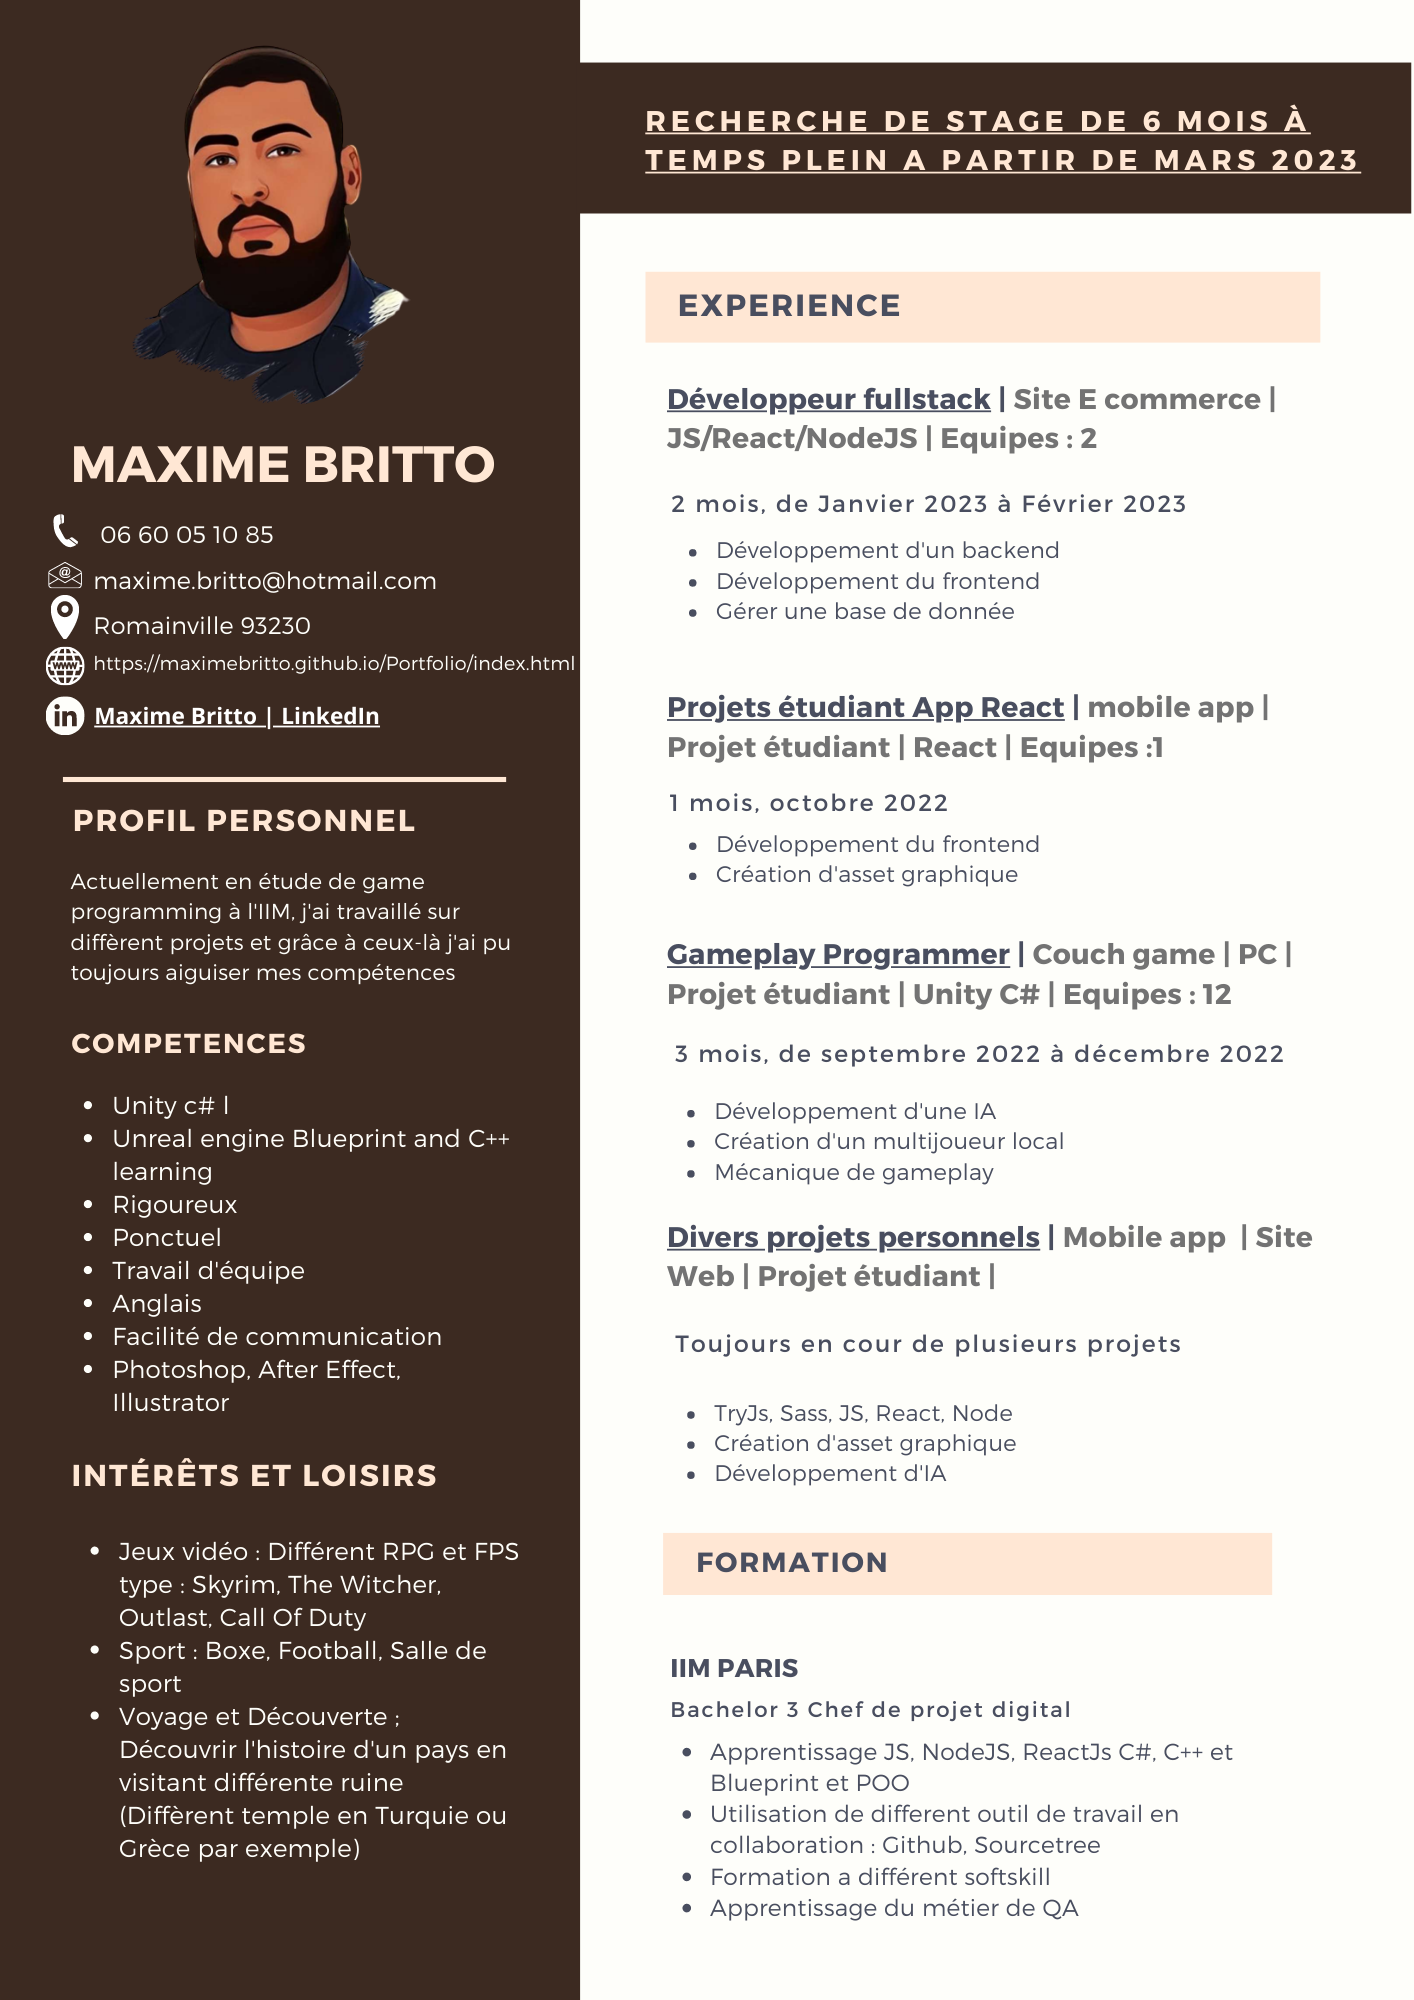 MAXIME BRITTO
06 60 05 10 85
@
maxime.britto@hotmail.com
Romainville 93230
www
https://maximebritto.github.io/Portfolio/index.html
in
Maxime Britto | LinkedIn
PROFIL PERSONNEL
Actuellement en étude de game
programming à l'IIM, j'ai travaillé sur
diffèrent projets et grâce à ceux-là j'ai pu
toujours aiguiser mes compétences
COMPETENCES
• Unity c# l
• Unreal engine Blueprint and C++
learning
• Rigoureux
• Ponctuel
• Travail d'équipe
• Anglais
• Facilité de communication
• Photoshop, After Effect,
Illustrator
INTÉRÊTS ET LOISIRS
• Jeux vidéo : Différent RPG et FPS
type : Skyrim, The Witcher,
Outlast, Call Of Duty
• Sport : Boxe, Football, Salle de
sport
• Voyage et Découverte ;
Découvrir l'histoire d'un pays en
visitant différente ruine
(Diffèrent temple en Turquie ou
Grèce par exemple)
RECHERCHE DE STAGE DE 6 MOIS À
TEMPS PLEIN A PARTIR DE MARS 2023
EXPERIENCE
Développeur fullstack | Site E commerce |
JS/React/NodeJS | Equipes : 2
2 mois, de Janvier 2023 à Février 2023
• Développement d'un backend
• Développement du frontend
• Gérer une base de donnée
Projets étudiant App React | mobile app |
Projet étudiant | React | Equipes :1
1 mois, octobre 2022
• Développement du frontend
• Création d'asset graphique
Gameplay Programmer | Couch game | PC |
Projet étudiant | Unity C# | Equipes : 12
3 mois, de septembre 2022 à décembre 2022
• Développement d'une IA
• Création d'un multijoueur local
• Mécanique de gameplay
Divers projets personnels | Mobile app | Site
Web | Projet étudiant |
Toujours en cour de plusieurs projets
• TryJs, Sass, JS, React, Node
• Création d'asset graphique
• Développement d'IA
FORMATION
IIM PARIS
Bachelor 3 Chef de projet digital
• Apprentissage JS, NodeJS, ReactJs C#, C++ et
Blueprint et POO
• Utilisation de different outil de travail en
collaboration : Github, Sourcetree
• Formation a différent softskill
• Apprentissage du métier de QA